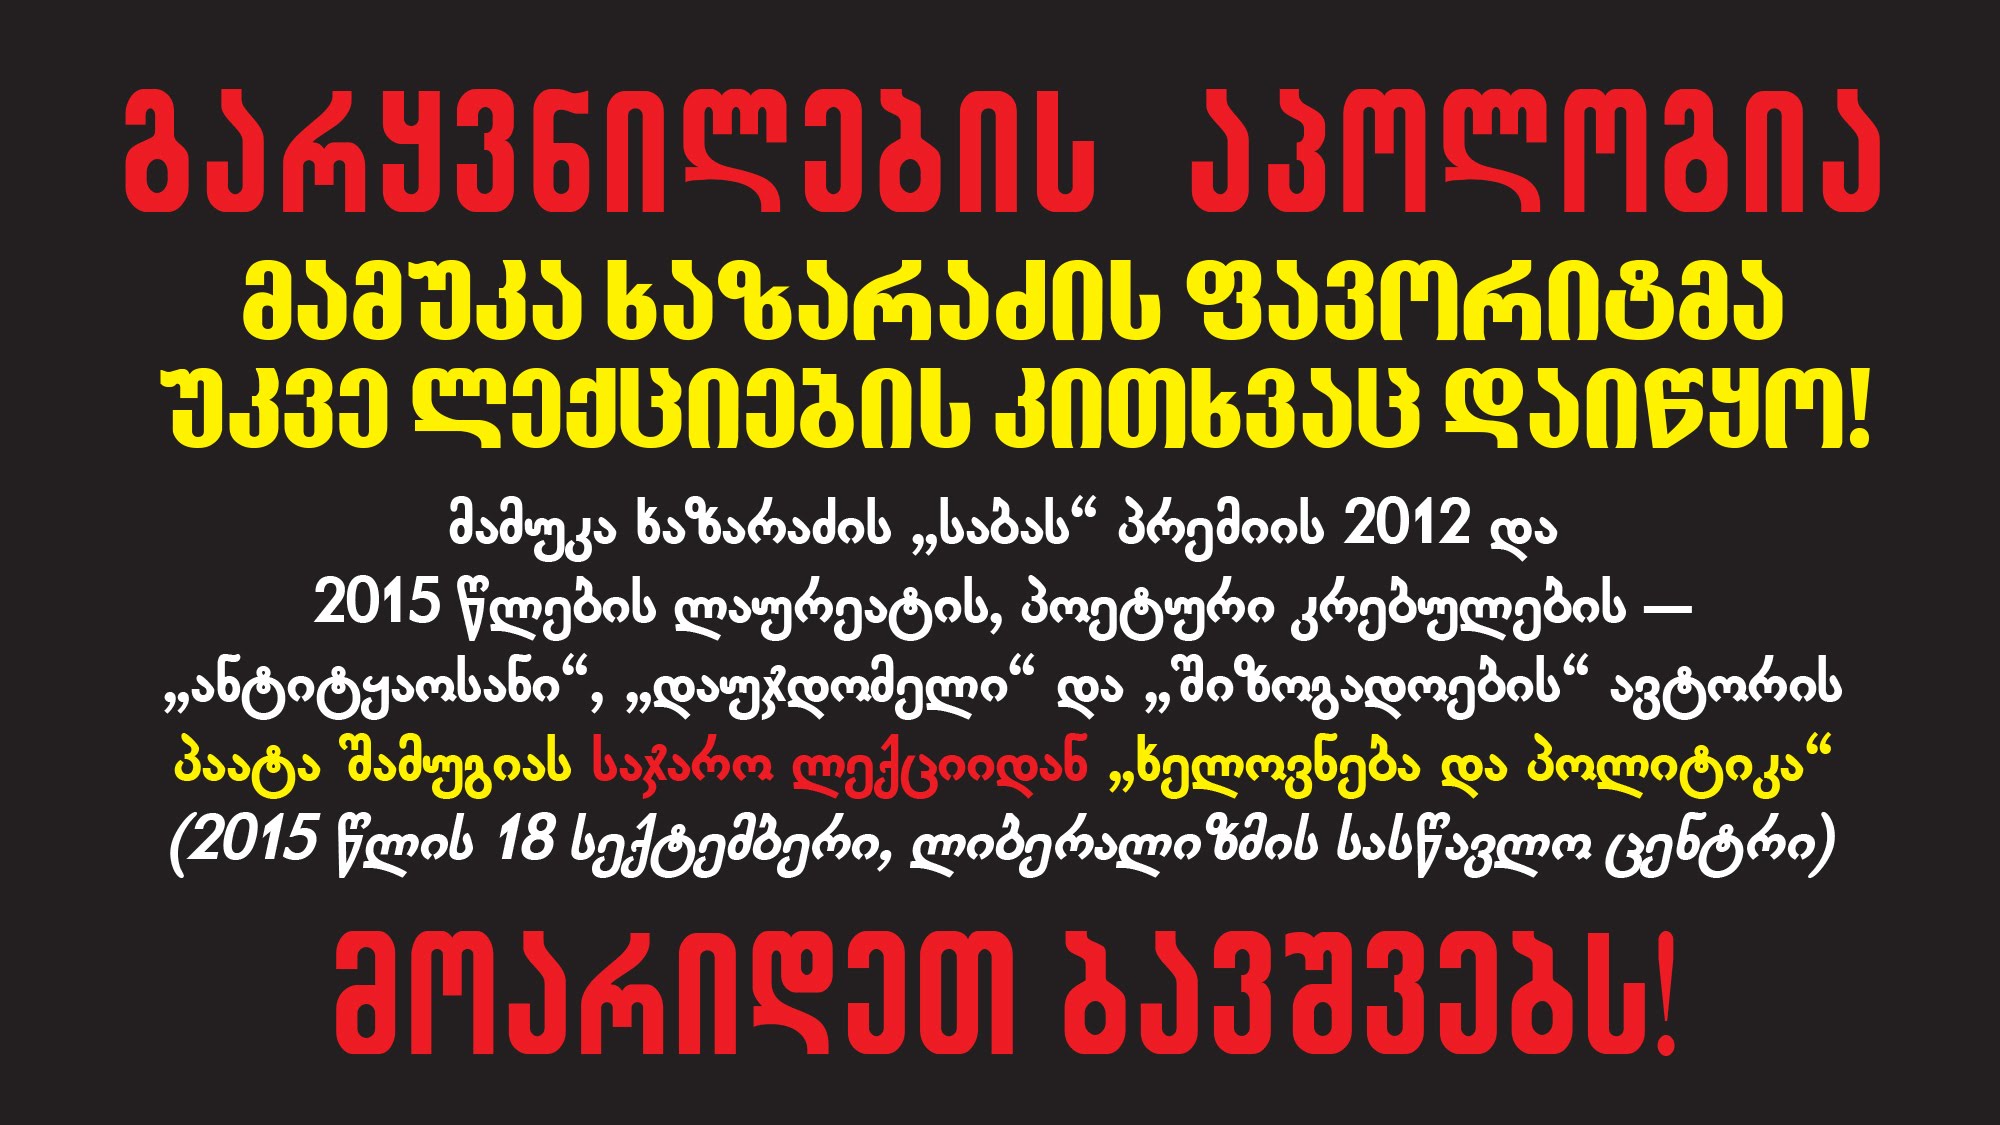 გარყვნილების აპოლოგია
მამუკა ხაზარაძის ფავორიტმა
უკვე ლექციების კითხვაც დაიწყო!
მამუკა ხაზარაძის „საბას“ პრემიის 2012 და
2015 წლების ლაურეატის, პოეტური კრებულების —
„ანტიტყაოსანი“, „დაუჯდომელი“ და „შიზოგადოების“ ავტორის
პაატა შამუგიას საჯარო ლექციიდან „ხელოვნება და პოლიტიკა“
(2015 წლის 18 სექტემბერი, ლიბერალიზმის სასწავლო ცენტრი)
მოარიდეთ ბავშვებს!